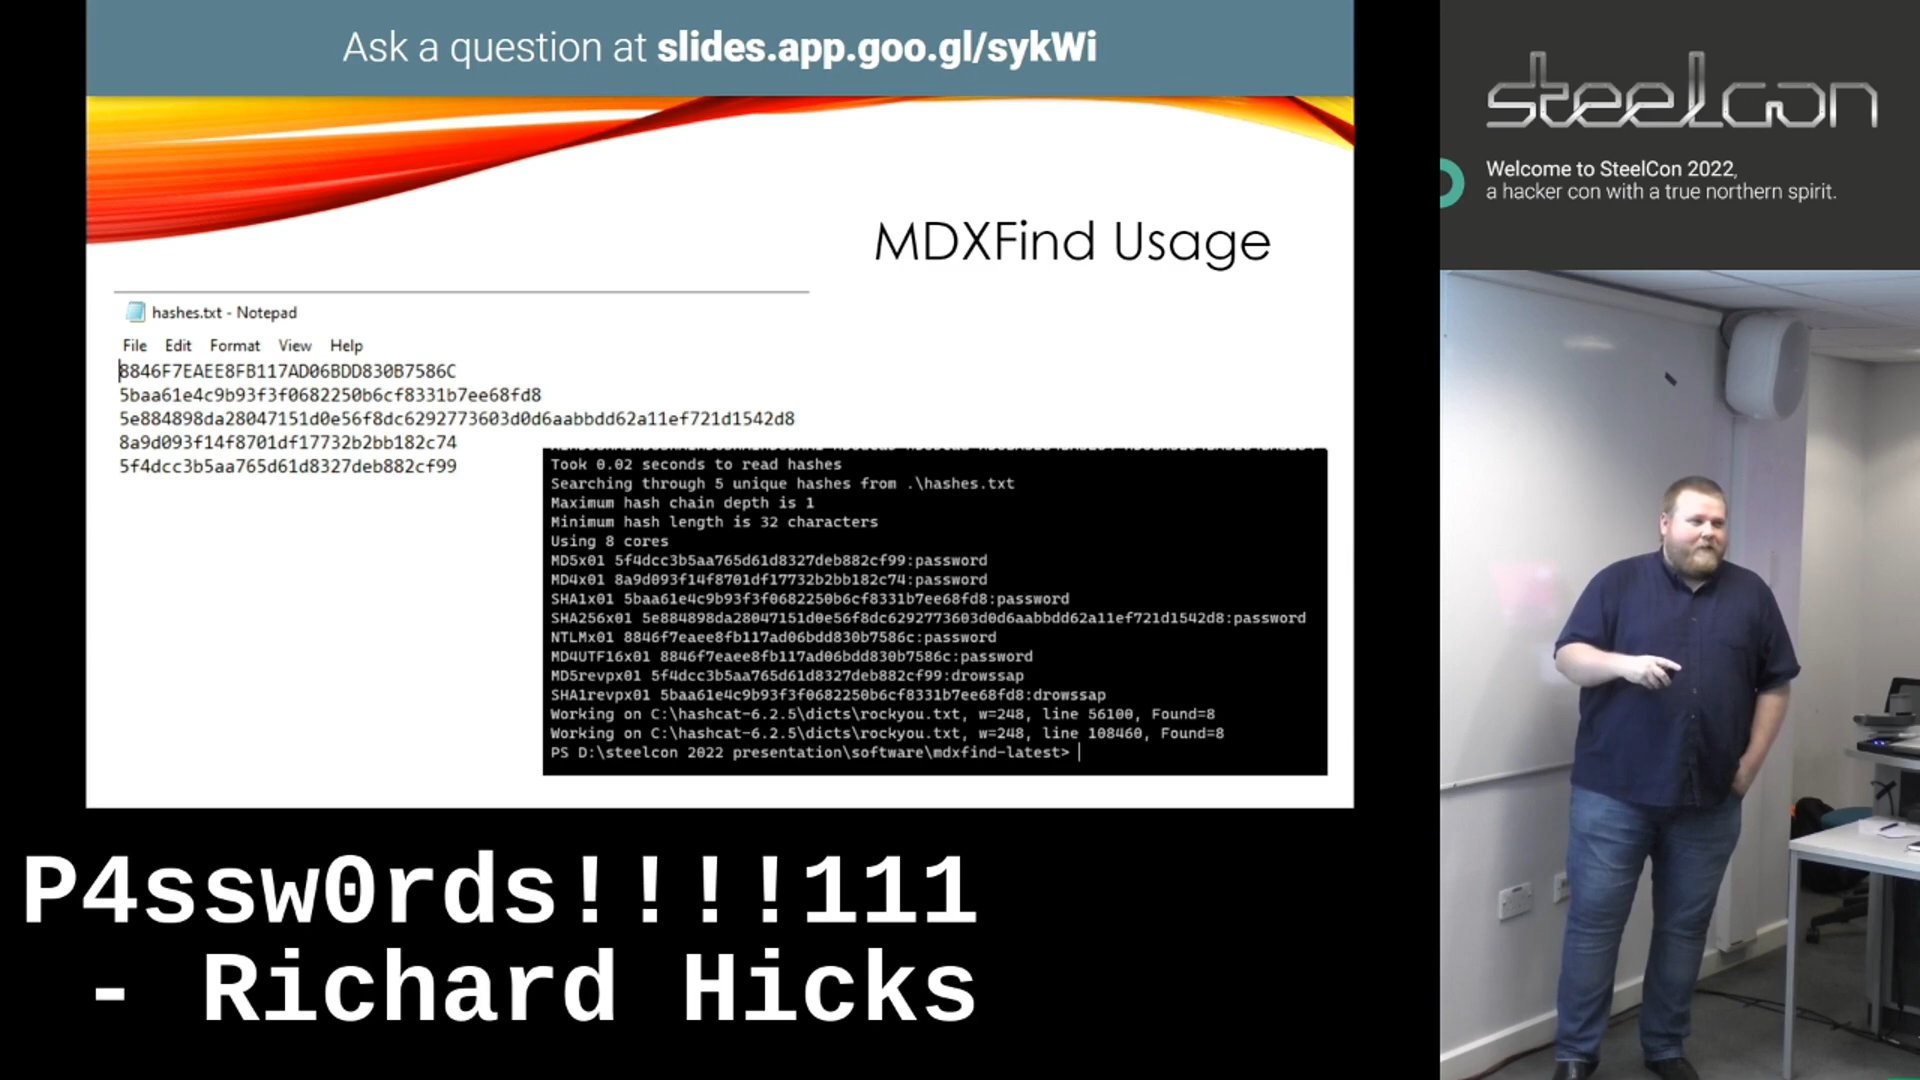 Ask a question at slides.app.goo.gl/sykWi
MDXFind Usage
hashes.txt - Notepad
File Edit Format View Help
8846F7EAEE8FB117AD06BDD830B7586C
5baa61e4c9b93f3f0682250b6cf8331b7ee68fd8
5e884898da28047151d0e56f8dc6292773603d0d6aabbdd62a11ef721d1542d8
8a9d093f14f8701df17732b2bb182c74
5f4dcc3b5aa765d61d8327deb882cf99
Took 0.02 seconds to read hashes
Searching through 5 unique hashes from .\hashes.txt
Maximum hash chain depth is 1
Minimum hash length is 32 characters
Using 8 cores
MD5x01 5f4dcc3b5aa765d61d8327deb882cf99:password
MD4x01 8a9d093f14f8701df17732b2bb182c74:password
SHA1x01 5baa61e4c9b93f3f0682250b6cf8331b7ee68fd8:password
SHA256x01 5e884898da28047151d0e56f8dc6292773603d0d6aabbdd62a11ef721d1542d8:password
NTLMx01 8846f7eaee8fb117ad06bdd830b7586c:password
MD4UTF16x01 8846f7eaee8fb117ad06bdd830b7586c:password
MD5revpx01 5f4dcc3b5aa765d61d8327deb882cf99:drowssap
SHA1revpx01 5baa61e4c9b93f3f0682250b6cf8331b7ee68fd8:drowssap
Working on C:\hashcat-6.2.5\dicts\rockyou.txt, w=248, line 56100, Found=8
Working on C:\hashcat-6.2.5\dicts\rockyou.txt, w=248, line 108460, Found=8
PS D:\steelcon 2022 presentation\software\mdxfind-latest>
P4ssw0rds!!!!111
- Richard Hicks
steelcon
Welcome to SteelCon 2022,
a hacker con with a true northern spirit.